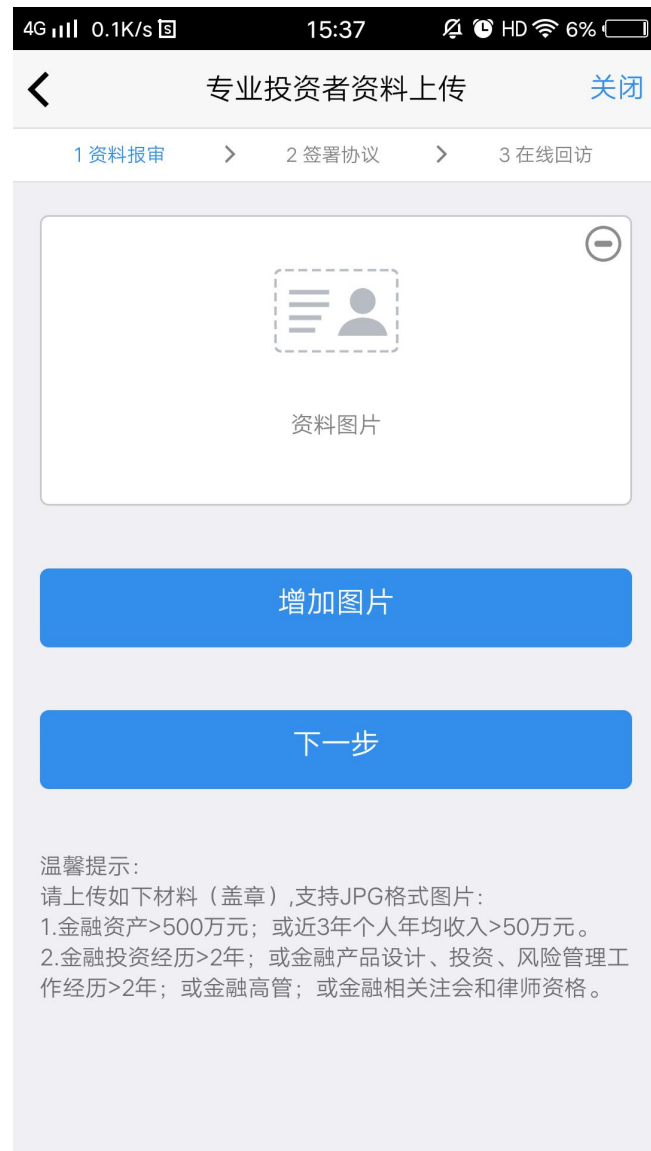 4G 0.1K/s 15:37 HD 6%
专业投资者资料上传 关闭
1 资料报审 > 2 签署协议 > 3 在线回访
资料图片
增加图片
下一步
温馨提示:
请上传如下材料（盖章）,支持JPG格式图片:
1.金融资产>500万元；或近3年个人年均收入>50万元。
2.金融投资经历>2年；或金融产品设计、投资、风险管理工
作经历>2年；或金融高管；或金融相关注会和律师资格。